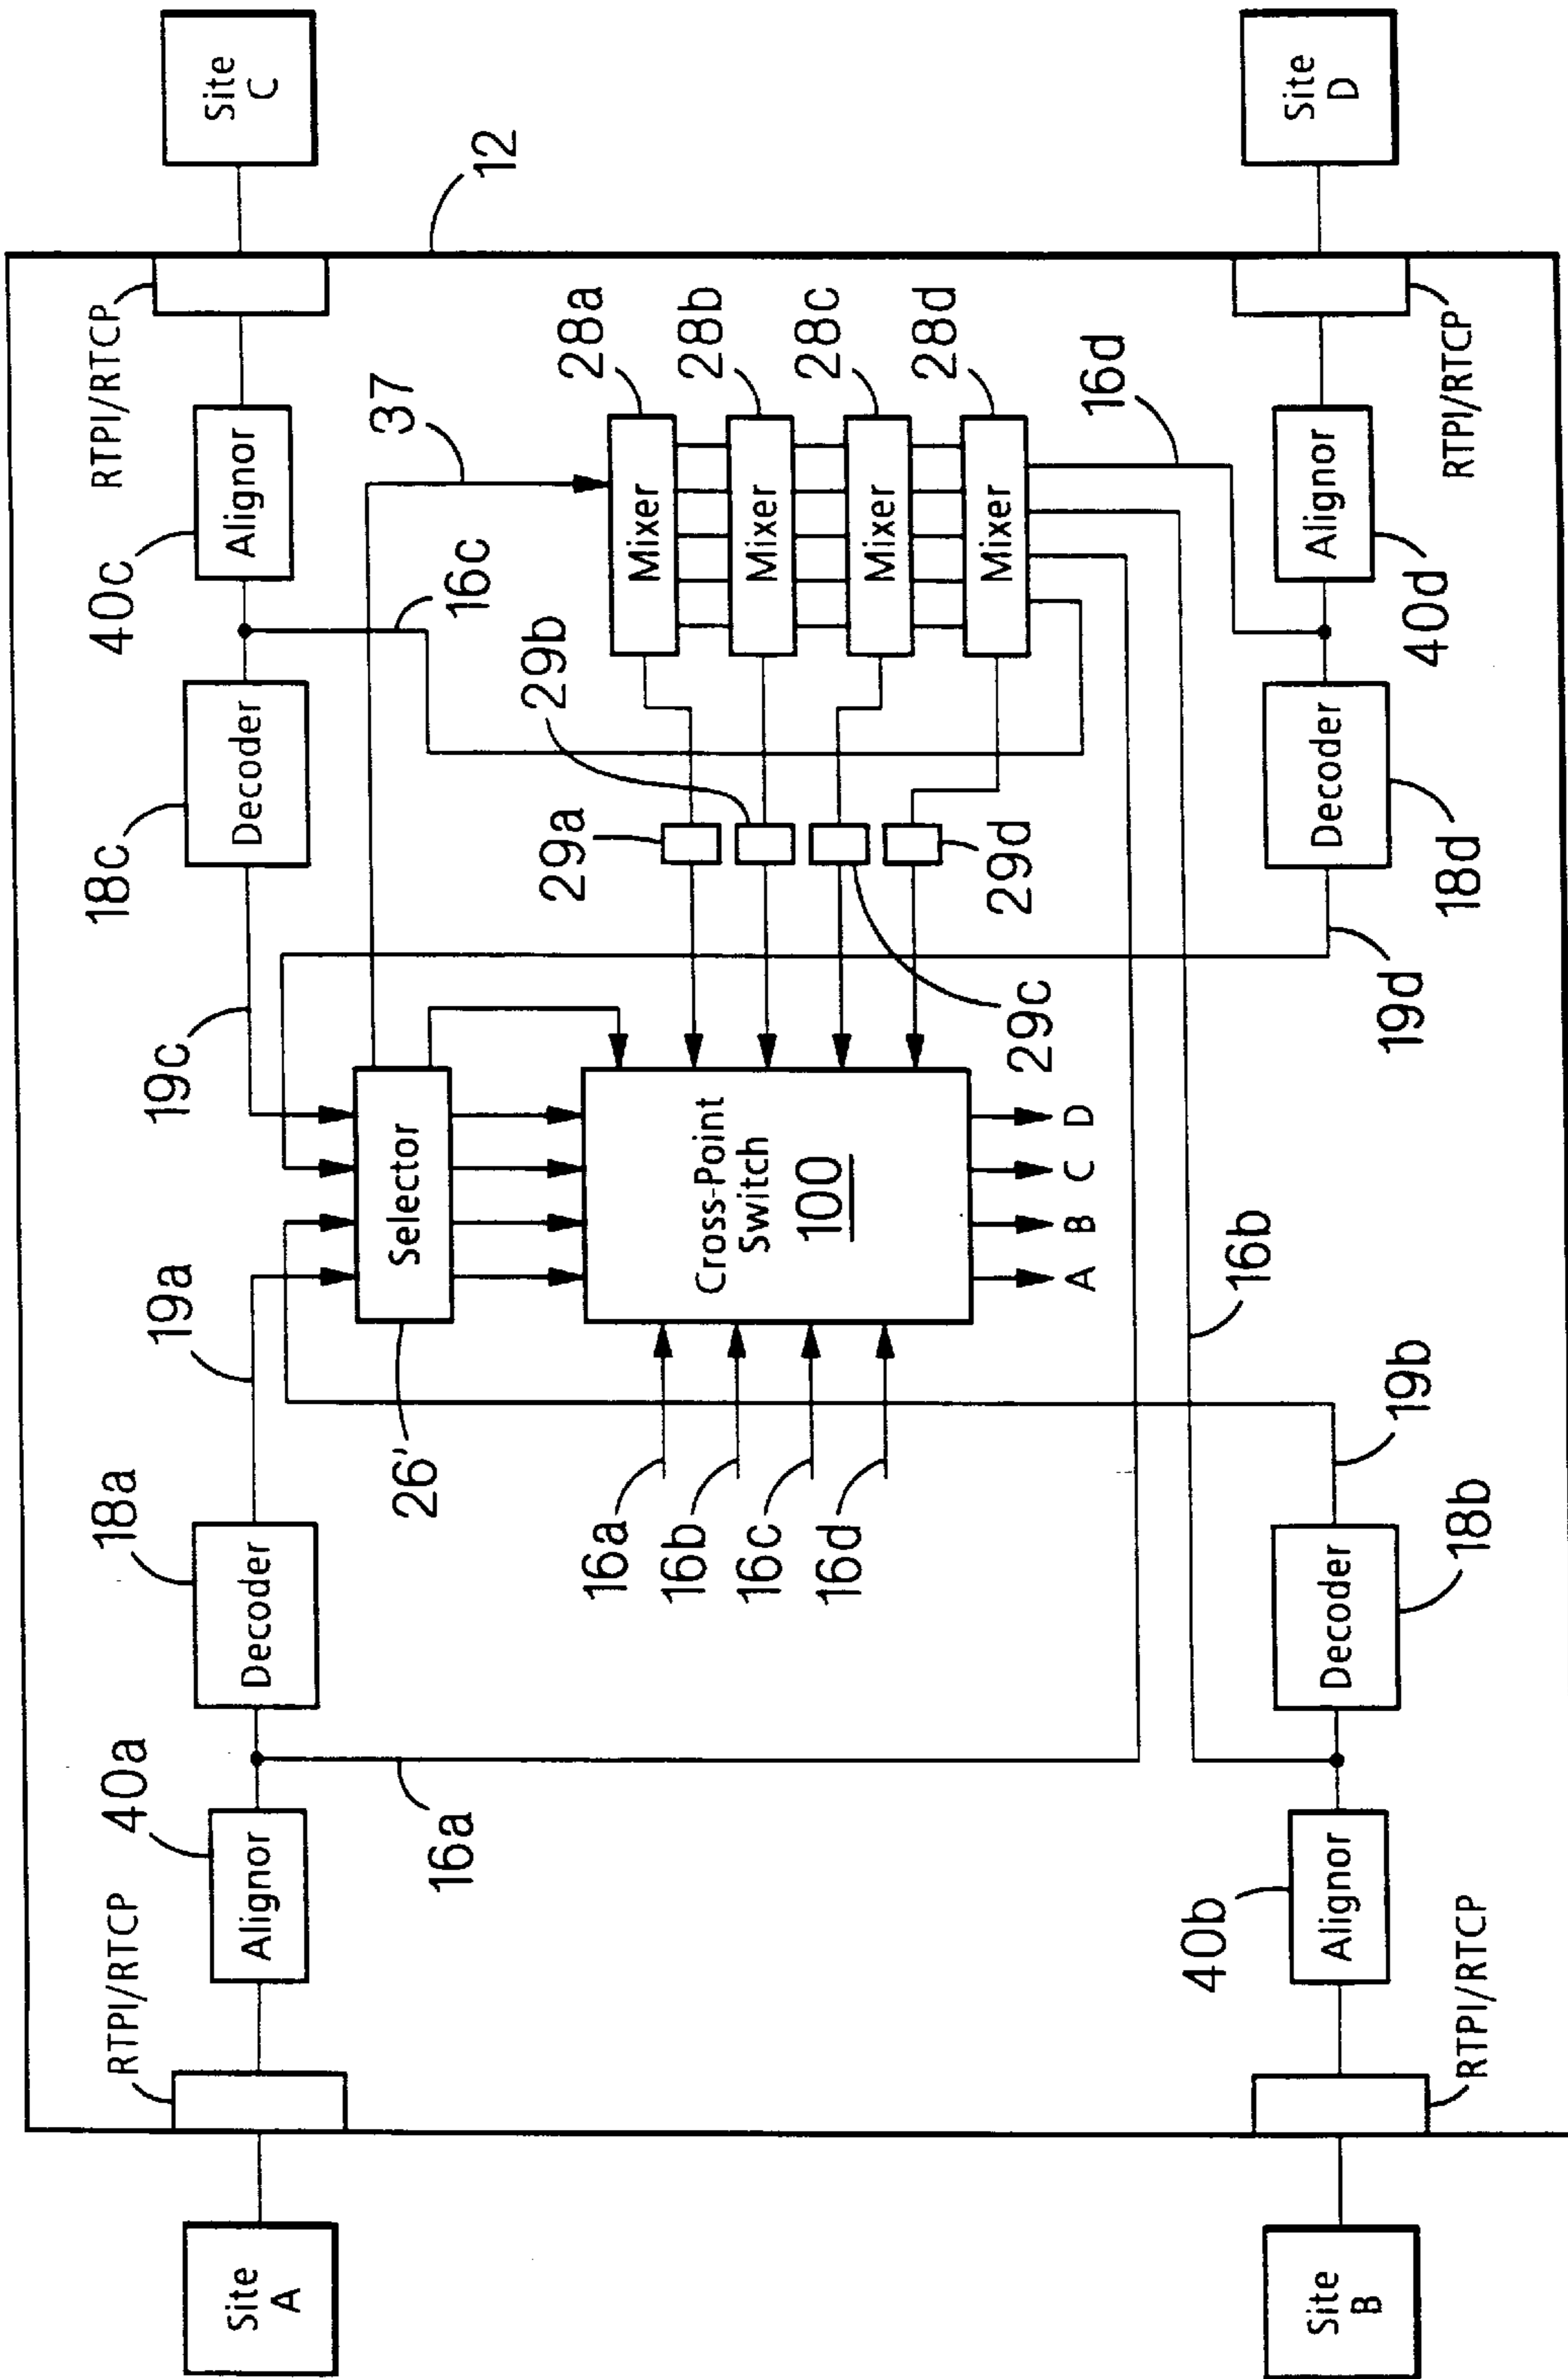 Site
A
RTPI/RTCP
40a
Alignor
16a
18a
Decoder
19a
26'
Selector
19c
18c
Decoder
40c
Alignor
16c
RTPI/RTCP
Site
C
12
37
16a
16b
16c
16d
Cross-Point
Switch
100
A
B
C
D
29a
29b
29c
29d
Mixer
28a
Mixer
28b
Mixer
28c
Mixer
28d
16d
16b
Site
B
RTPI/RTCP
40b
Alignor
Decoder
18b
19b
19d
Decoder
18d
Alignor
40d
RTPI/RTCP
Site
D